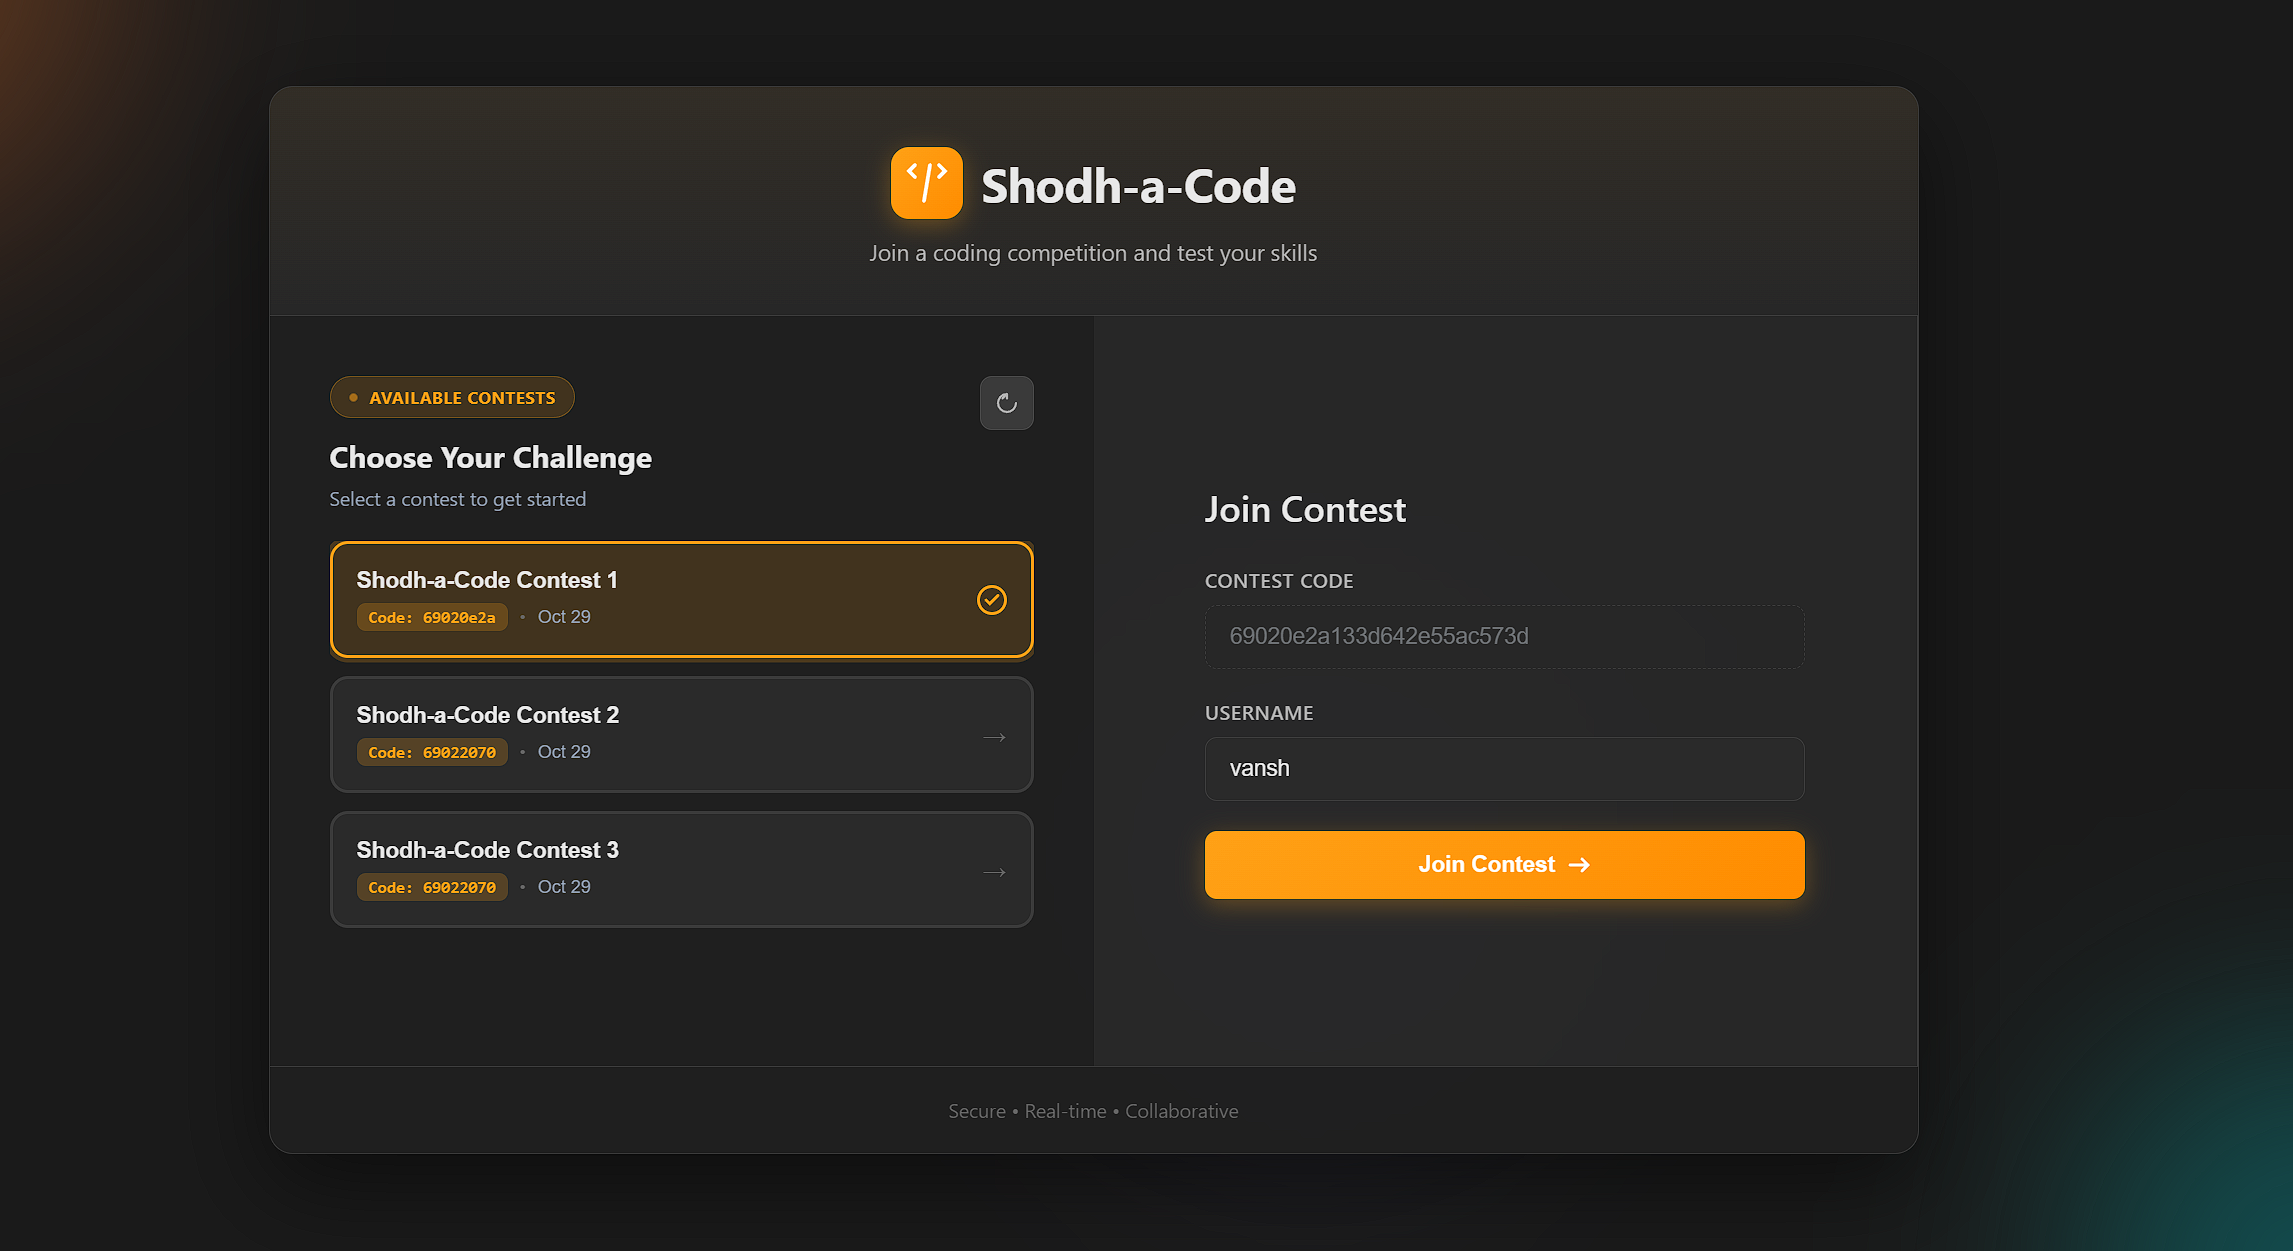 Shodh-a-Code
Join a coding competition and test your skills
AVAILABLE CONTESTS
Choose Your Challenge
Select a contest to get started
Shodh-a-Code Contest 1
Code: 69020e2a • Oct 29
Shodh-a-Code Contest 2
Code: 69022070 • Oct 29
Shodh-a-Code Contest 3
Code: 69022070 • Oct 29
Join Contest
CONTEST CODE
69020e2a133d642e55ac573d
USERNAME
vansh
Join Contest →
Secure • Real-time • Collaborative